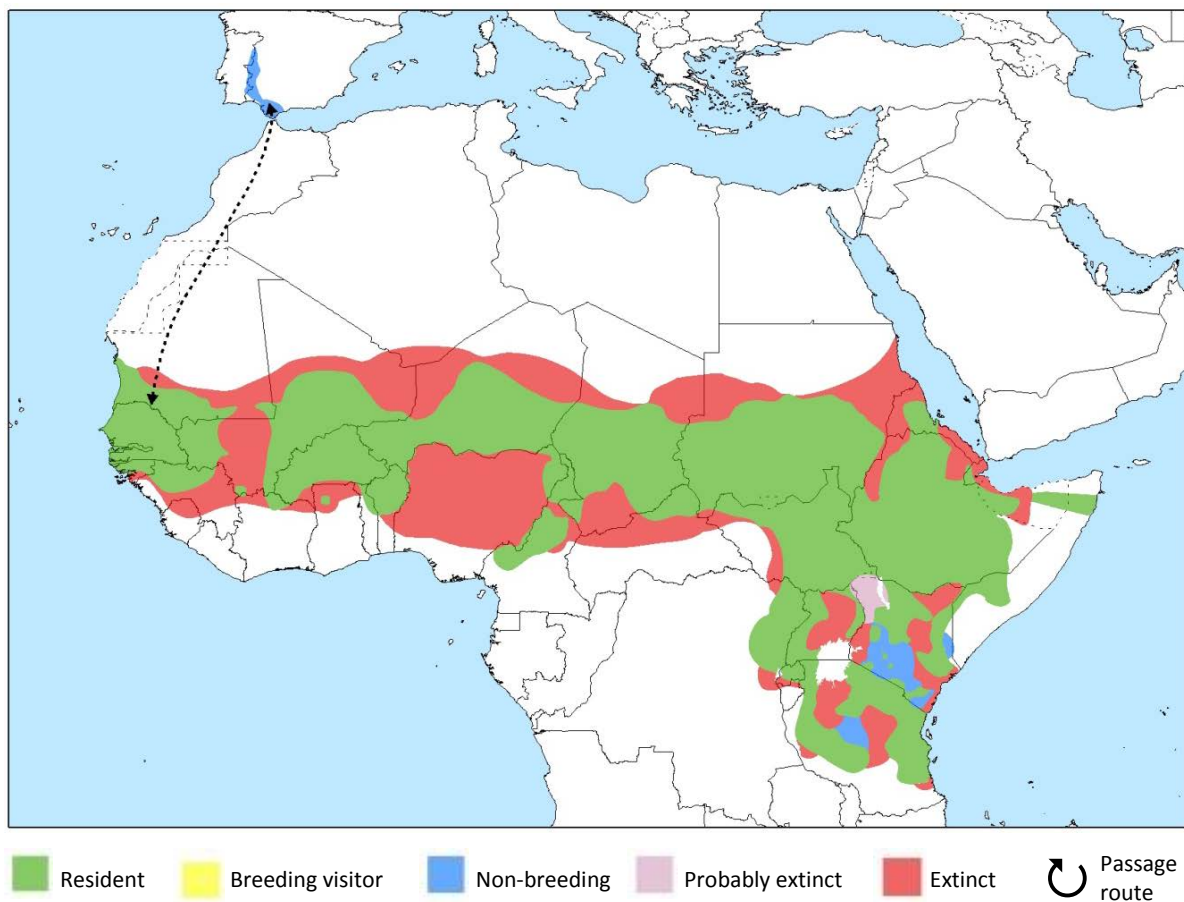 Resident
Breeding visitor
Non-breeding
Probably extinct
Extinct
Passage
route